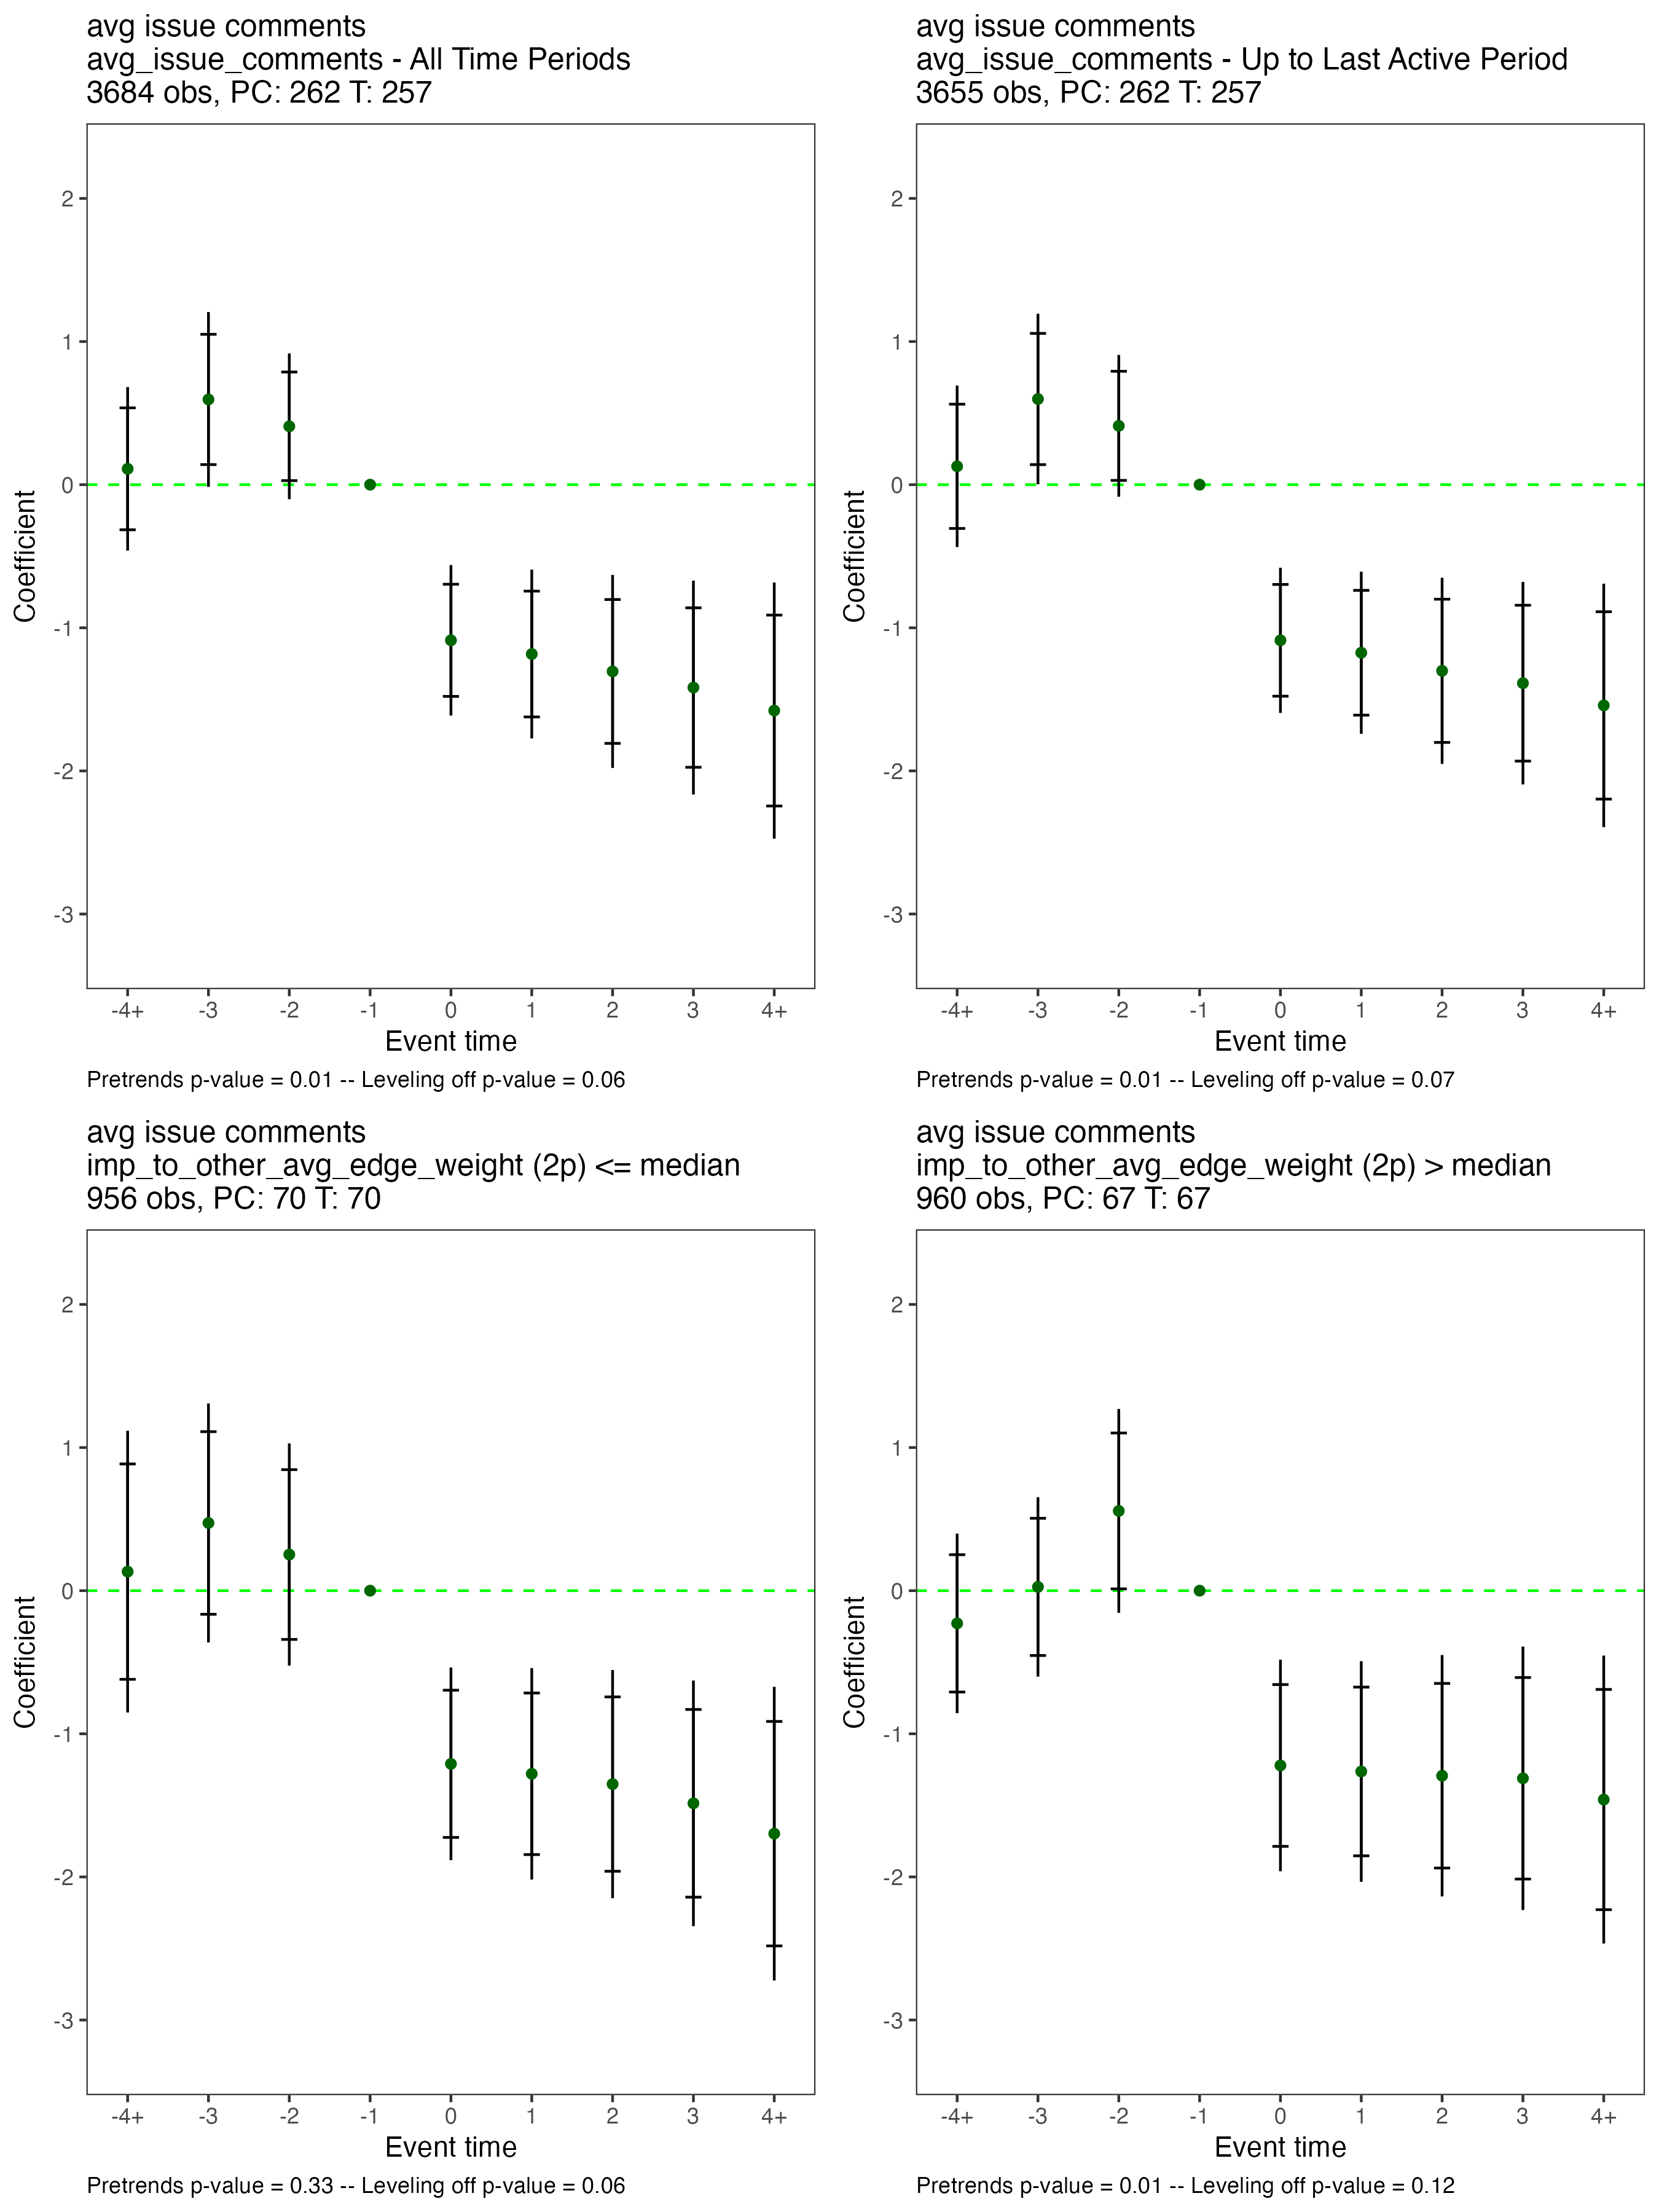 avg issue comments
avg_issue_comments - All Time Periods
3684 obs, PC: 262 T: 257
2
1
0
-1
-2
-3
Coefficient
-4+ -3 -2 -1 0 1 2 3 4+
Event time
Pretrends p-value = 0.01 -- Leveling off p-value = 0.06
avg issue comments
avg_issue_comments - Up to Last Active Period
3655 obs, PC: 262 T: 257
2
1
0
-1
-2
-3
Coefficient
-4+ -3 -2 -1 0 1 2 3 4+
Event time
Pretrends p-value = 0.01 -- Leveling off p-value = 0.07
avg issue comments
imp_to_other_avg_edge_weight (2p) <= median
956 obs, PC: 70 T: 70
2
1
0
-1
-2
-3
Coefficient
-4+ -3 -2 -1 0 1 2 3 4+
Event time
Pretrends p-value = 0.33 -- Leveling off p-value = 0.06
avg issue comments
imp_to_other_avg_edge_weight (2p) > median
960 obs, PC: 67 T: 67
2
1
0
-1
-2
-3
Coefficient
-4+ -3 -2 -1 0 1 2 3 4+
Event time
Pretrends p-value = 0.01 -- Leveling off p-value = 0.12